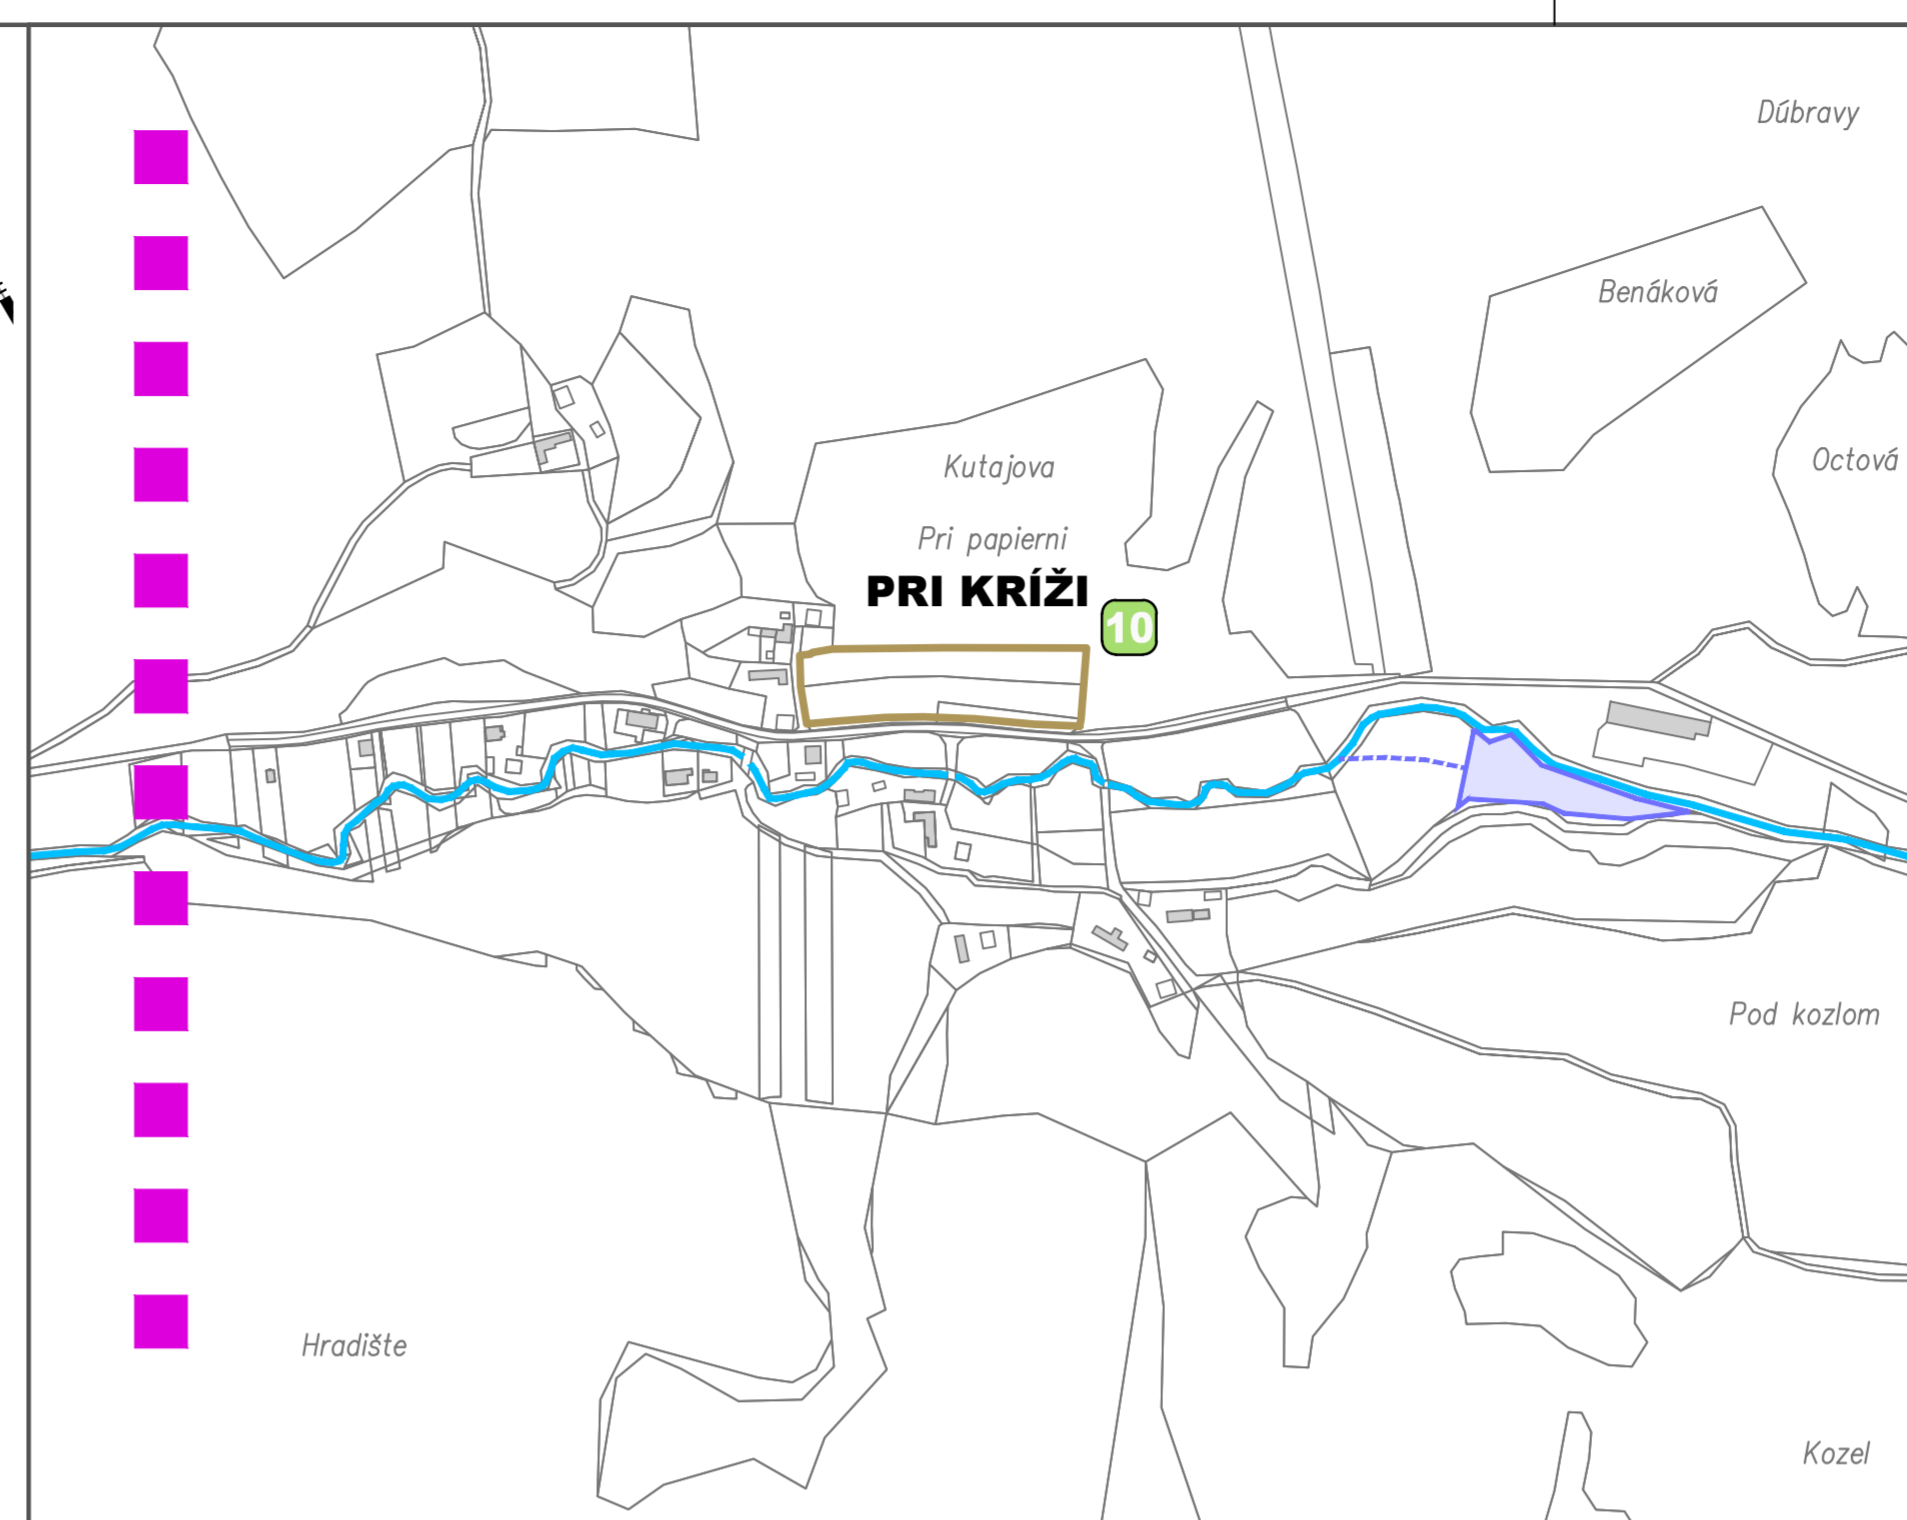 Dúbravy
Benáková
Octová
Kutajova
Pri papierni
PRI KRÍŽI
10
Pod kozlom
Hradište
Kozel